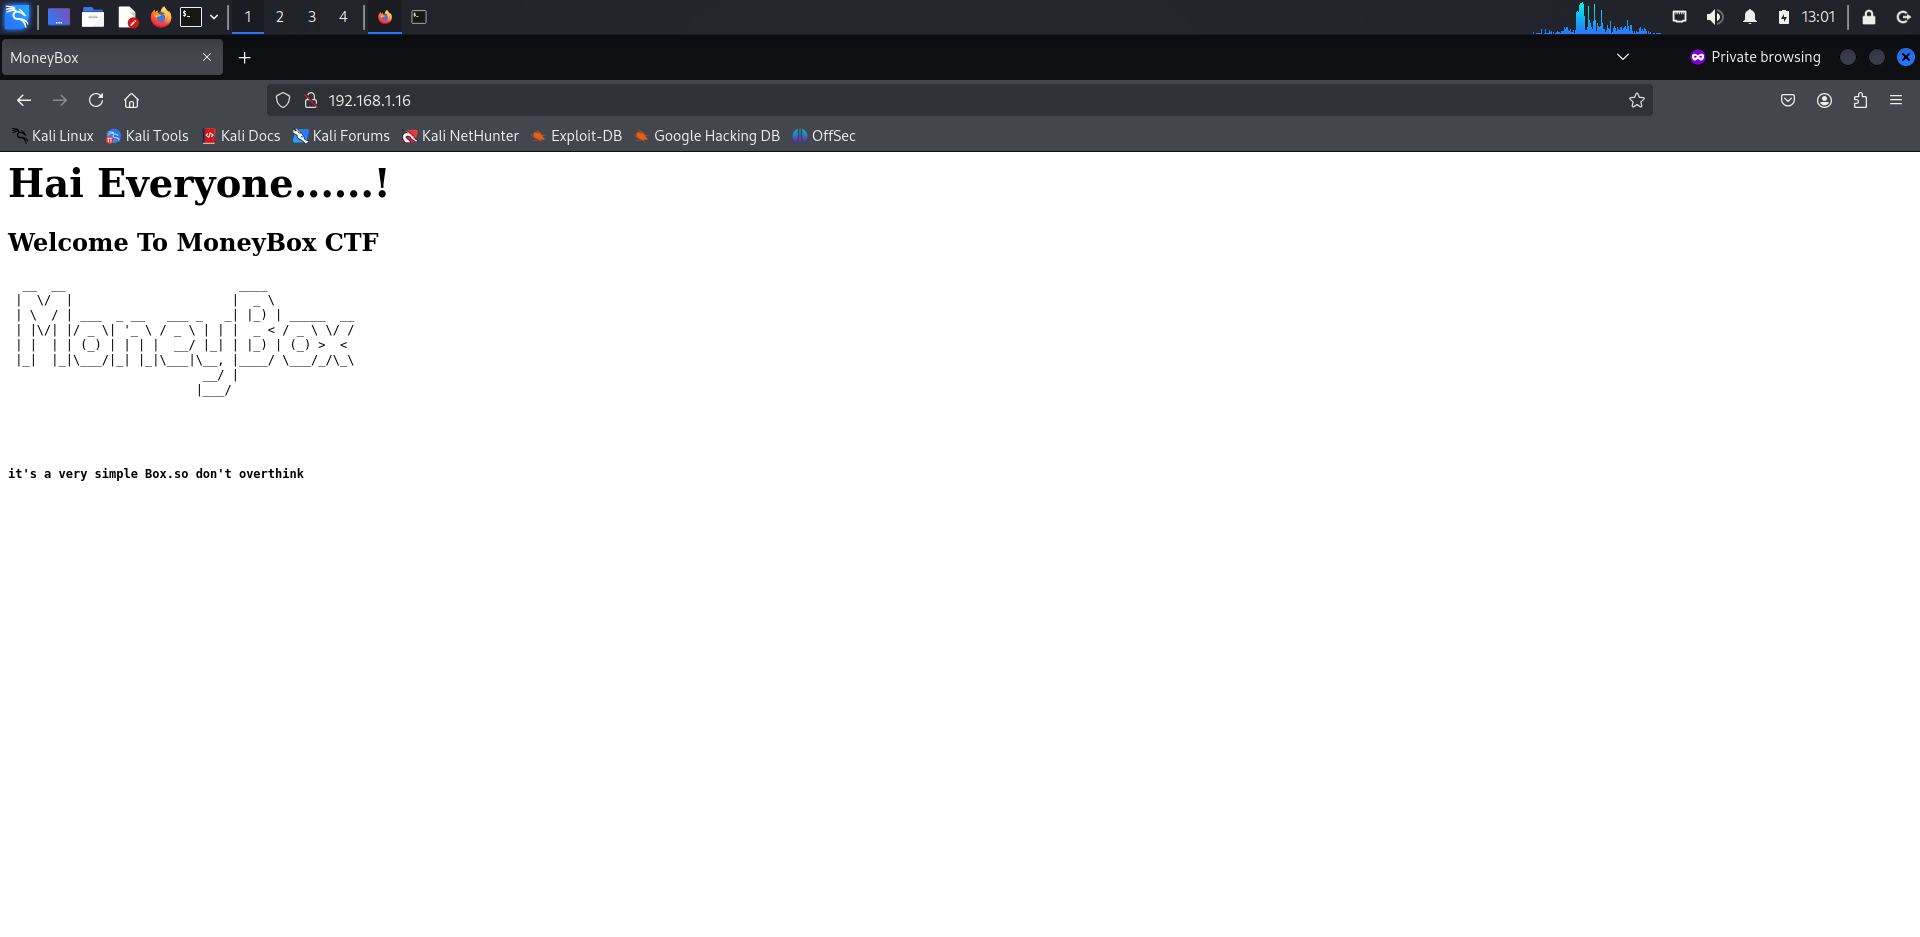 1 2 3 4 13:01
MoneyBox Private browsing
192.168.1.16
Kali Linux Kali Tools Kali Docs Kali Forums Kali NetHunter Exploit-DB Google Hacking DB OffSec
Hai Everyone......!
Welcome To MoneyBox CTF
MoneyBox
it's a very simple Box.so don't overthink